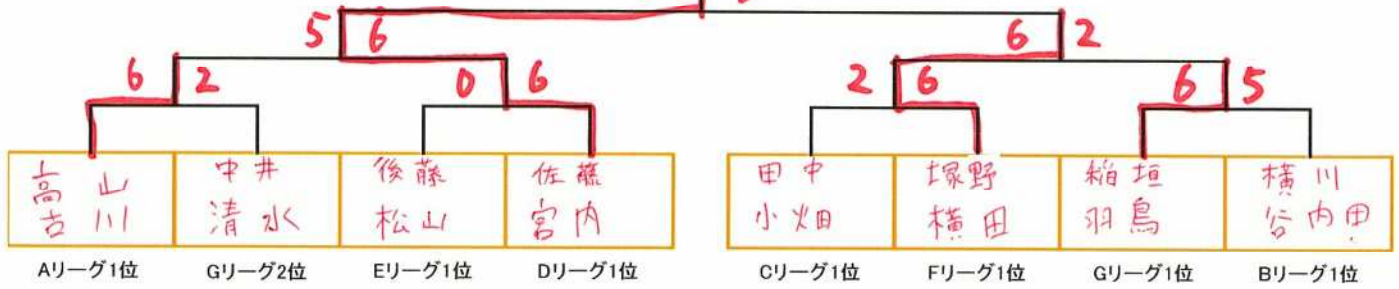 5 6 6 2
6 2 0 6 2 6 6 5
高山 中井 後藤 佐藤 田中 塚野 稲垣 横川
古川 清水 松山 宮内 小畑 横田 羽鳥 谷内田
Aリーグ1位 Gリーグ2位 Eリーグ1位 Dリーグ1位 Cリーグ1位 Fリーグ1位 Gリーグ1位 Bリーグ1位